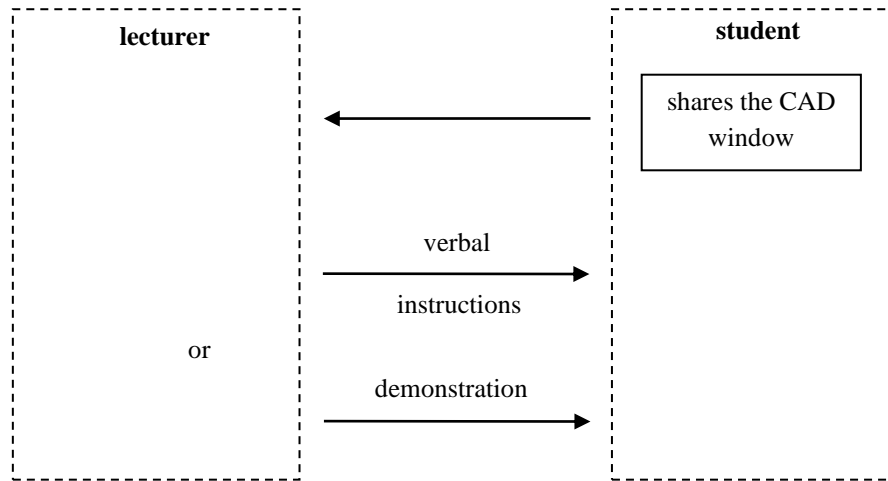 lecturer
student
shares the CAD
window
verbal
instructions
or
demonstration